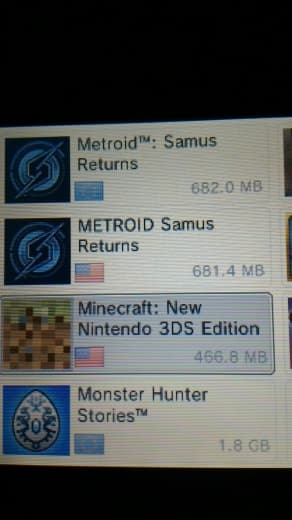 Metroid™: Samus
Returns
682.0 MB
METROID Samus
Returns
681.4 MB
Minecraft: New
Nintendo 3DS Edition
466.8 MB
Monster Hunter
Stories™
1.8 GB